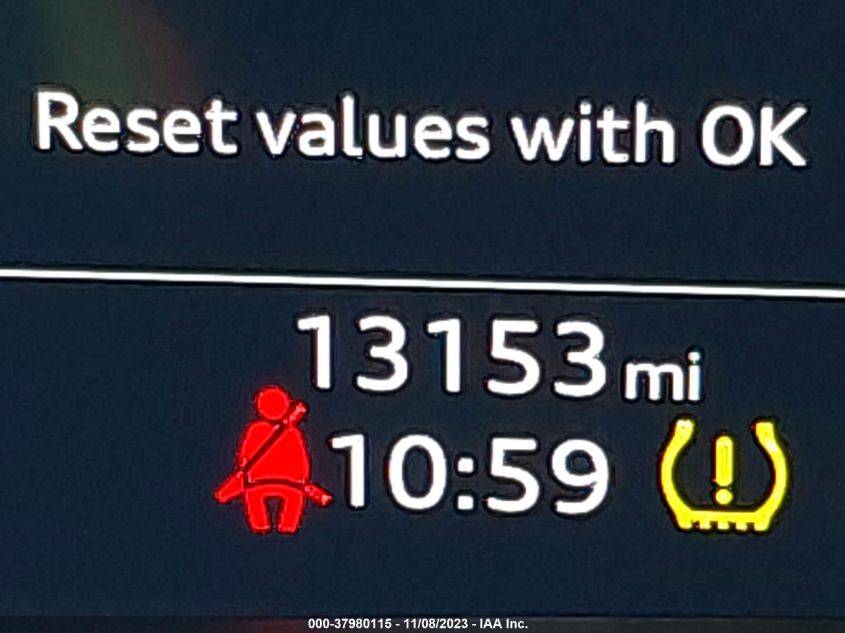 Reset values with OK
13153 mi
10:59
000-37980115 - 11/08/2023 - IAA Inc.